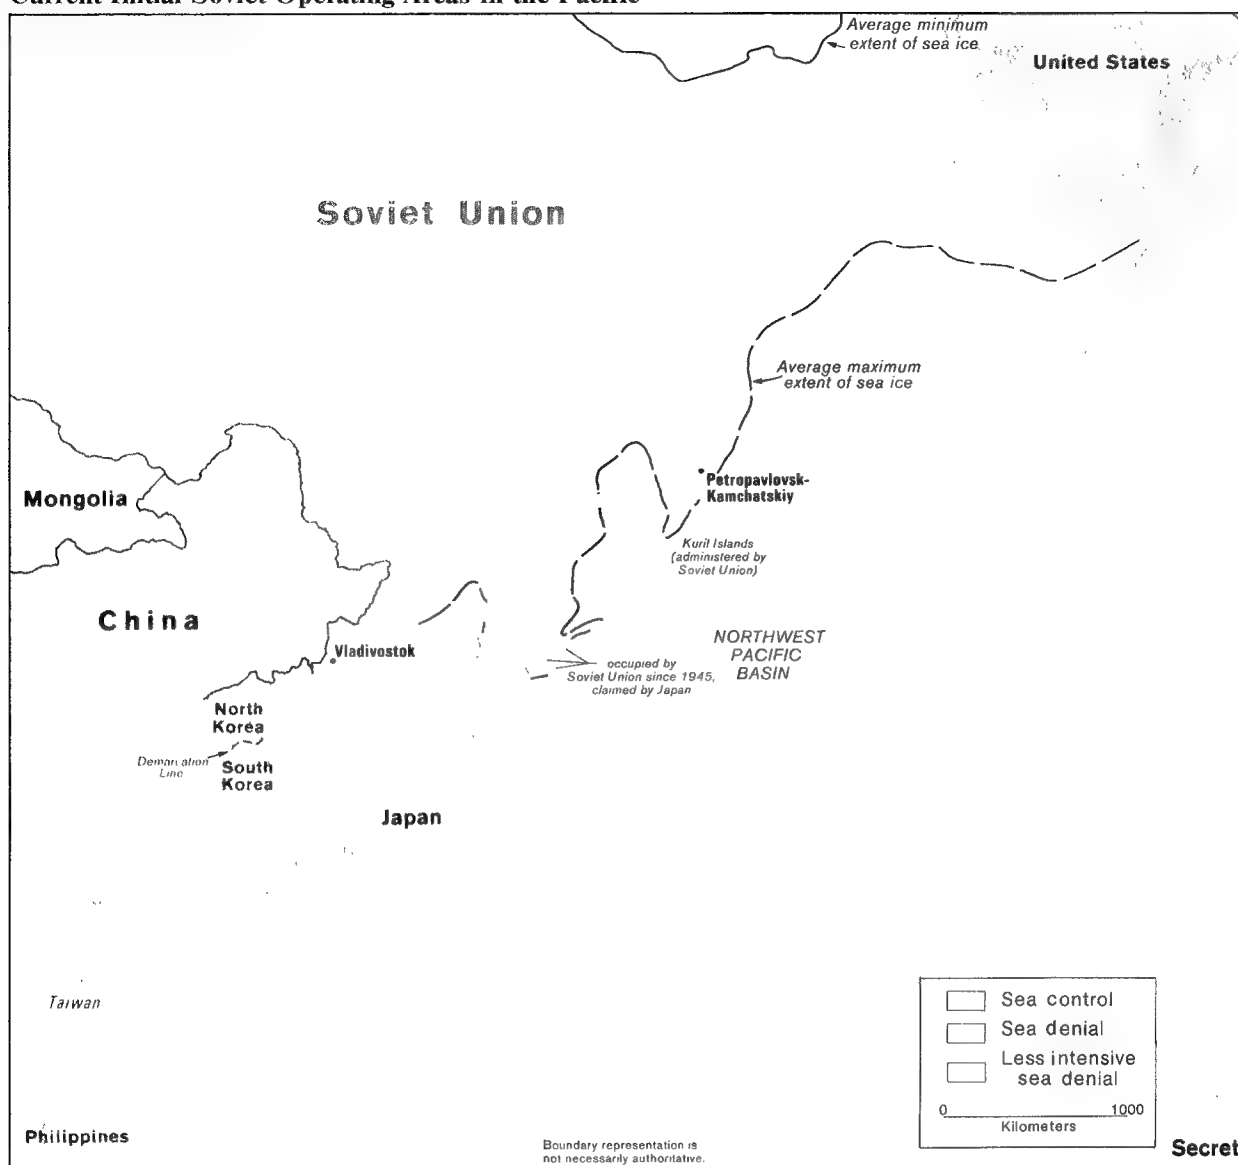 Current Initial Soviet Operating Areas in the Pacific
Average minimum
extent of sea ice
United States
Soviet Union
Average maximum
extent of sea ice
Petropavlovsk-
Kamchatskiy
Mongolia
Kuril Islands
(administered by
Soviet Union)
China
Vladivostok
NORTHWEST
PACIFIC
BASIN
occupied by
Soviet Union since 1945,
claimed by Japan
North
Korea
Demarcation
Line
South
Korea
Japan
Taiwan
Sea control
Sea denial
Less intensive
sea denial
0 1000
Kilometers
Philippines
Boundary representation is
not necessarily authoritative.
Secret